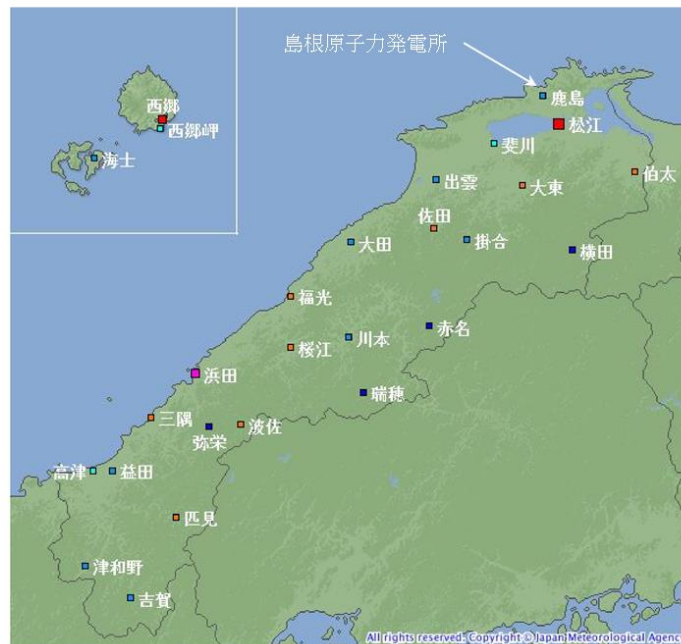 島根原子力発電所
鹿島
西郷
松江
西郷岬
斐川
海士
伯太
出雲
大東
佐田
大田
掛合
横田
福光
赤名
川本
桜江
浜田
瑞穂
三隅
波佐
弥栄
高津
益田
匹見
津和野
吉賀
All rights reserved. Copyright © Japan Meteorological Agency